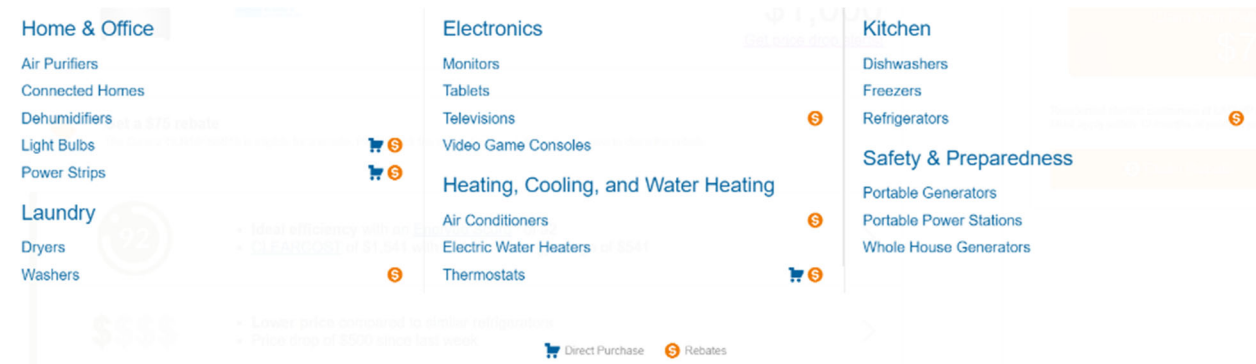 Home & Office
Air Purifiers
Connected Homes
Dehumidifiers
Light Bulbs
Power Strips
Laundry
Dryers
Washers
Electronics
Monitors
Tablets
Televisions
Video Game Consoles
Heating, Cooling, and Water Heating
Air Conditioners
Electric Water Heaters
Thermostats
Kitchen
Dishwashers
Freezers
Refrigerators
Safety & Preparedness
Portable Generators
Portable Power Stations
Whole House Generators
Direct Purchase
Rebates